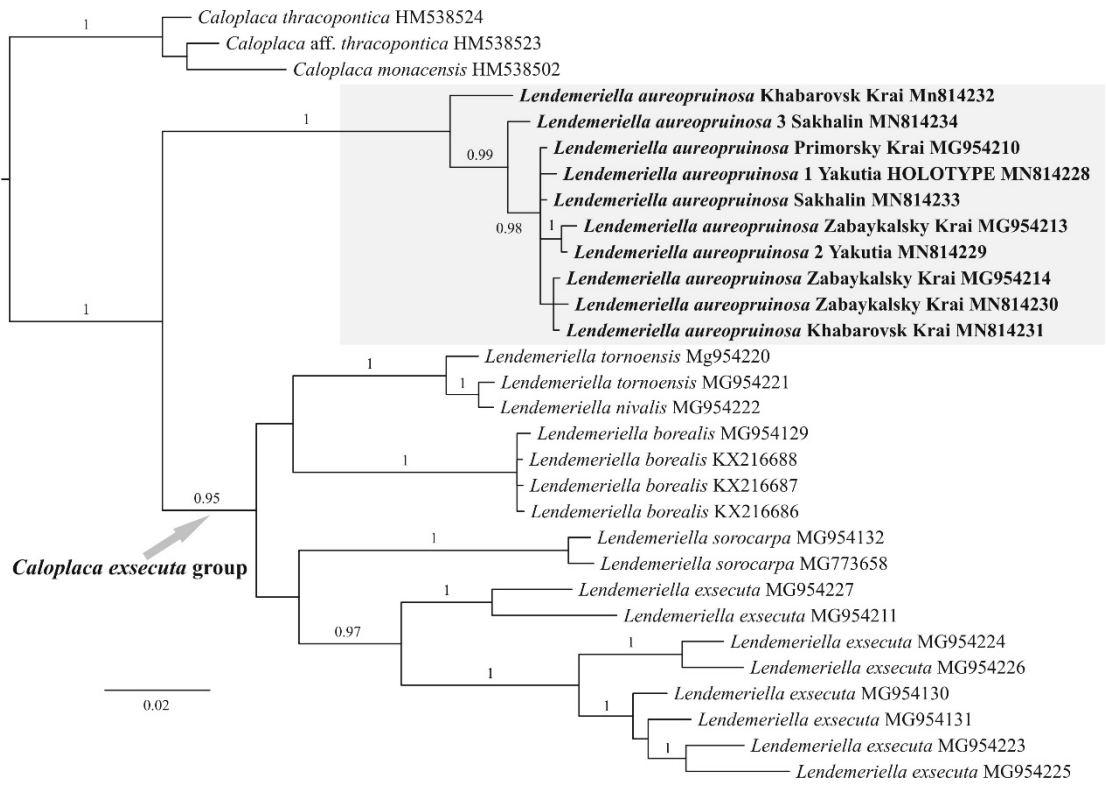 1
Caloplaca thracopontica HM538524
Caloplaca aff. thracopontica HM538523
Caloplaca monacensis HM538502
1
Lendemeriella aureopruinosa Khabarovsk Krai Mn814232
Lendemeriella aureopruinosa 3 Sakhalin MN814234
0.99
Lendemeriella aureopruinosa Primorsky Krai MG954210
Lendemeriella aureopruinosa 1 Yakutia HOLOTYPE MN814228
Lendemeriella aureopruinosa Sakhalin MN814233
0.98
1
Lendemeriella aureopruinosa Zabaykalsky Krai MG954213
Lendemeriella aureopruinosa 2 Yakutia MN814229
Lendemeriella aureopruinosa Zabaykalsky Krai MG954214
Lendemeriella aureopruinosa Zabaykalsky Krai MN814230
Lendemeriella aureopruinosa Khabarovsk Krai MN814231
1
1
Lendemeriella tornoensis Mg954220
1
Lendemeriella tornoensis MG954221
Lendemeriella nivalis MG954222
Lendemeriella borealis MG954129
1
Lendemeriella borealis KX216688
Lendemeriella borealis KX216687
Lendemeriella borealis KX216686
0.95
Caloplaca exsecuta group
1
Lendemeriella sorocarpa MG954132
Lendemeriella sorocarpa MG773658
1
Lendemeriella exsecuta MG954227
Lendemeriella exsecuta MG954211
0.97
1
1
Lendemeriella exsecuta MG954224
Lendemeriella exsecuta MG954226
1
Lendemeriella exsecuta MG954130
Lendemeriella exsecuta MG954131
1
Lendemeriella exsecuta MG954223
Lendemeriella exsecuta MG954225
0.02